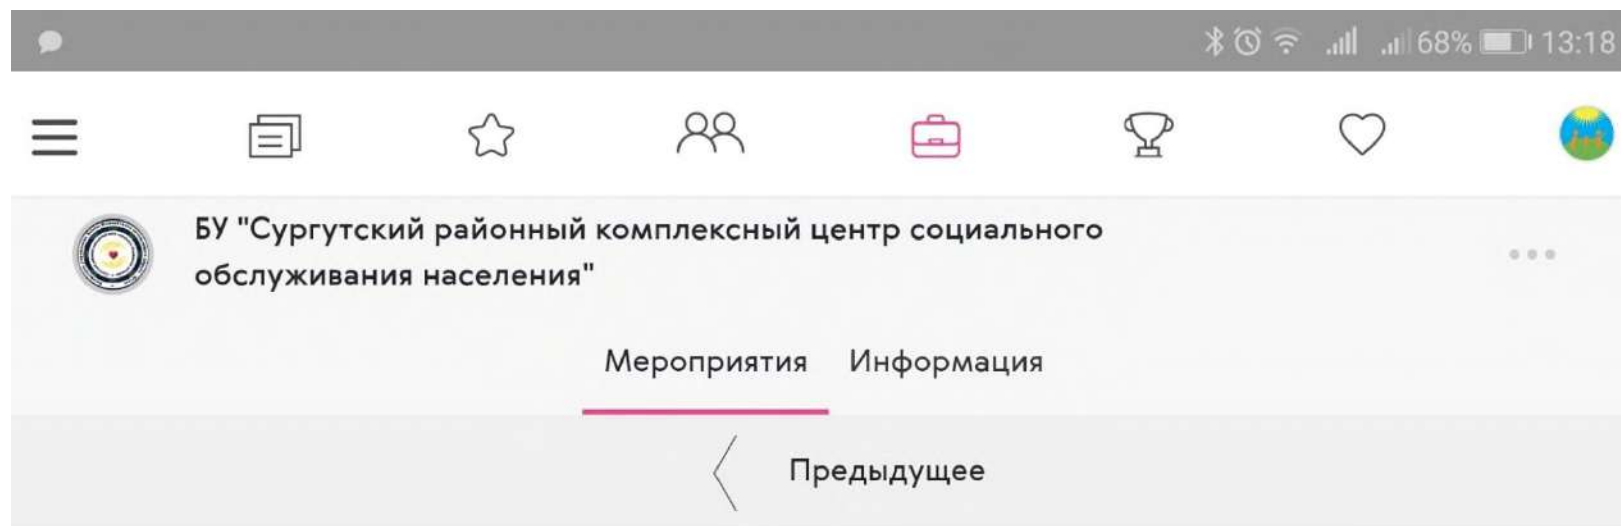 68% 13:18
БУ "Сургутский районный комплексный центр социального
обслуживания населения"
Мероприятия Информация
Предыдущее